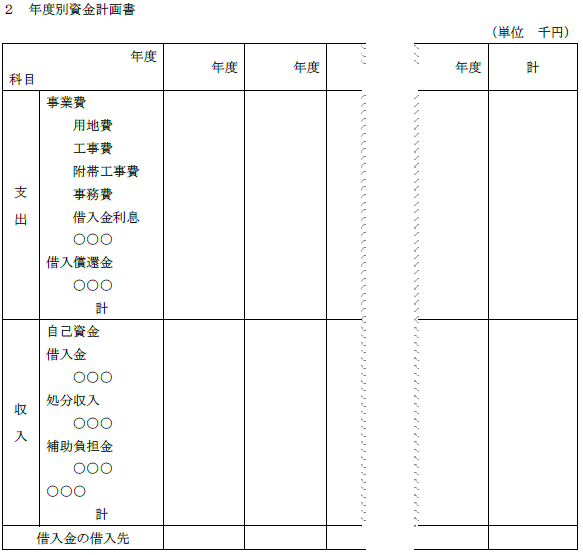 ２　年度別資金計画書
（単位　千円）
年度
科目
年度
年度
年度
計
支出
事業費
用地費
工事費
附帯工事費
事務費
借入金利息
○○○
借入償還金
○○○
計
収入
自己資金
借入金
○○○
処分収入
○○○
補助負担金
○○○
○○○
計
借入金の借入先